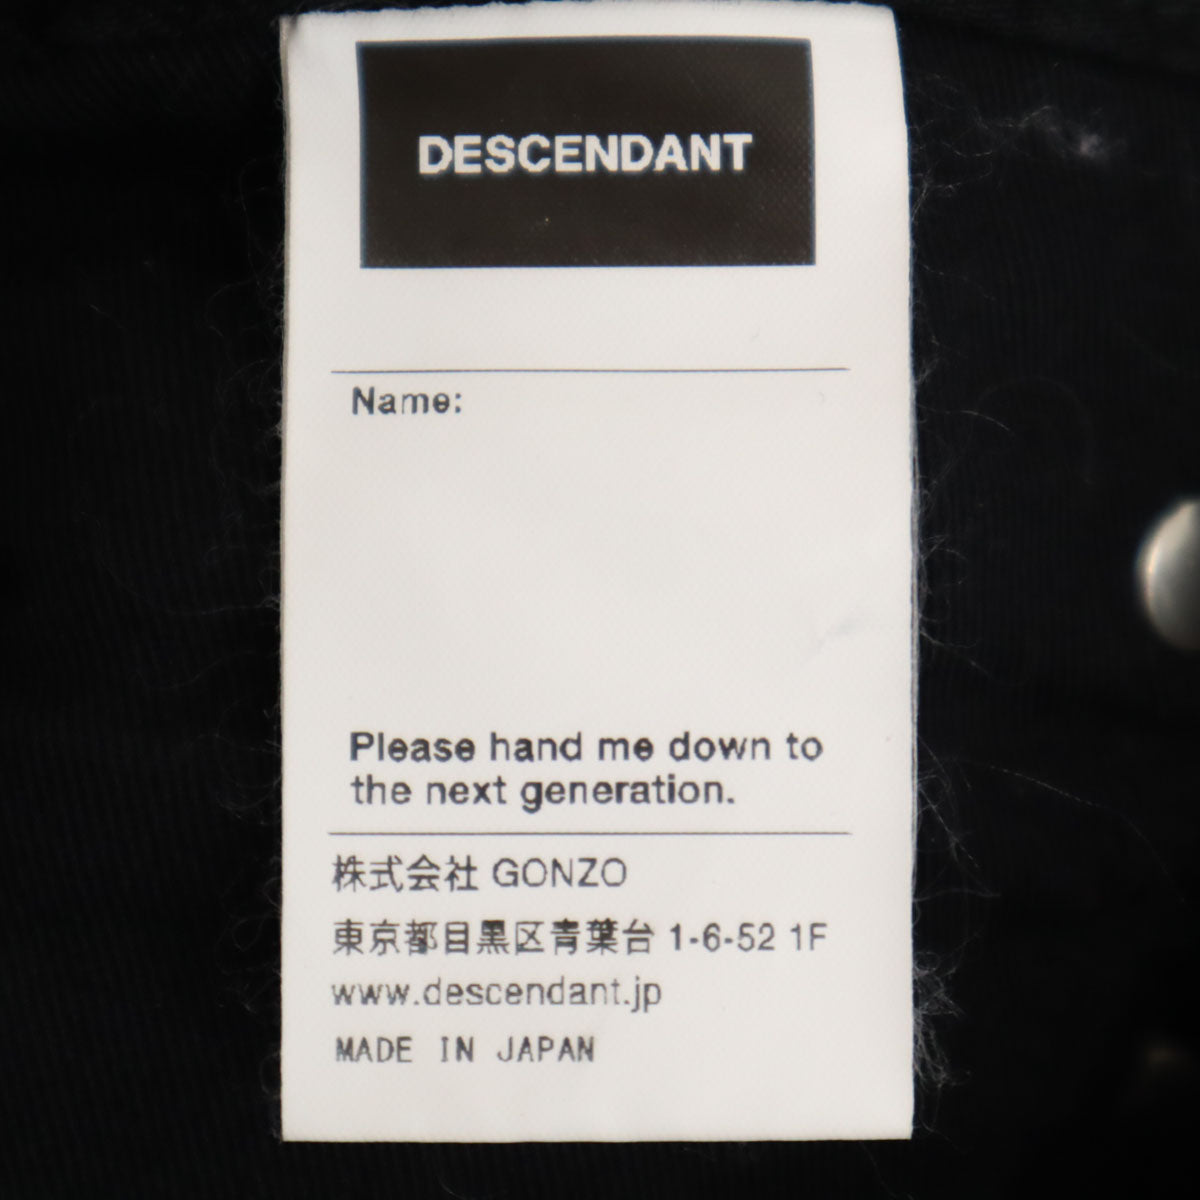 DESCENDANT
Name:
Please hand me down to
the next generation.
株式会社 GONZO
東京都目黒区青葉台 1-6-52 1F
www.descendant.jp
MADE IN JAPAN